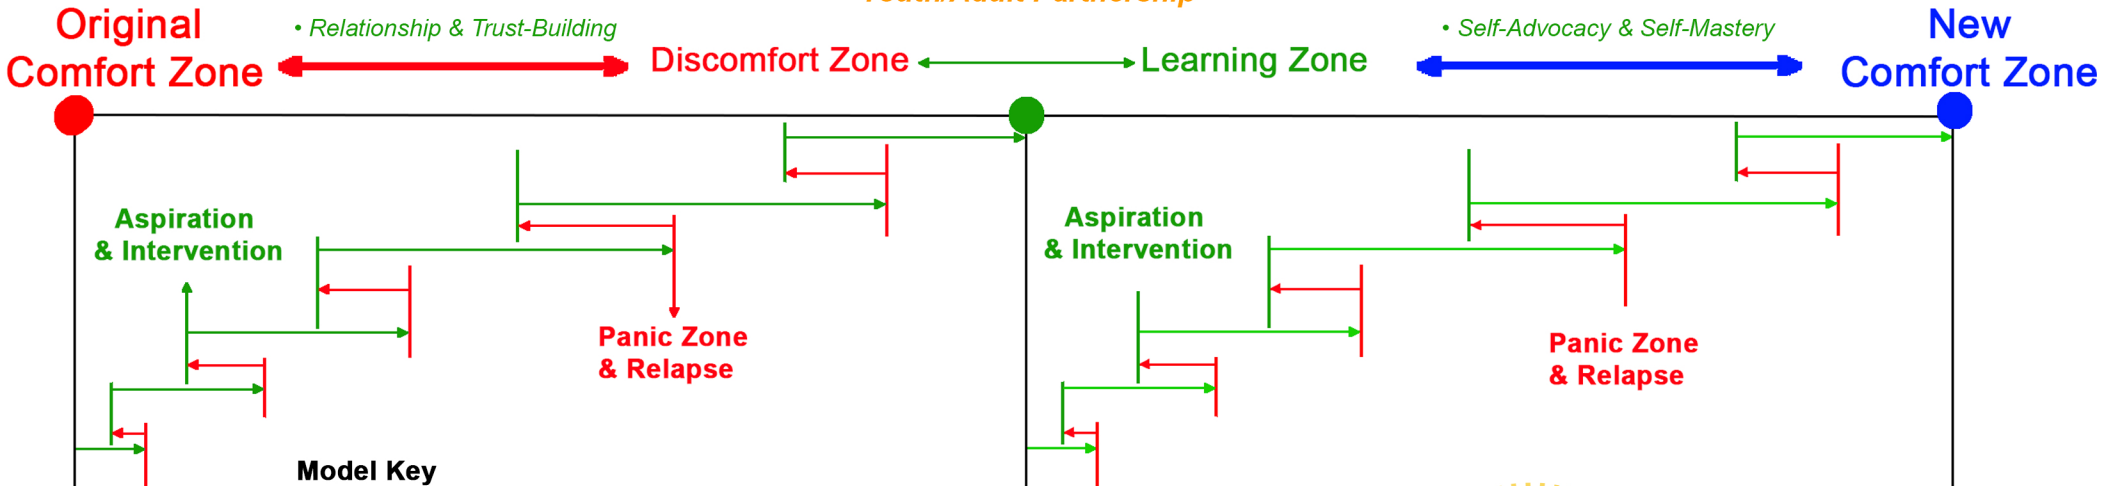 Original
Comfort Zone
• Relationship & Trust-Building
Discomfort Zone
Learning Zone
• Self-Advocacy & Self-Mastery
New
Comfort Zone
Aspiration
& Intervention
Panic Zone
& Relapse
Aspiration
& Intervention
Panic Zone
& Relapse
Model Key